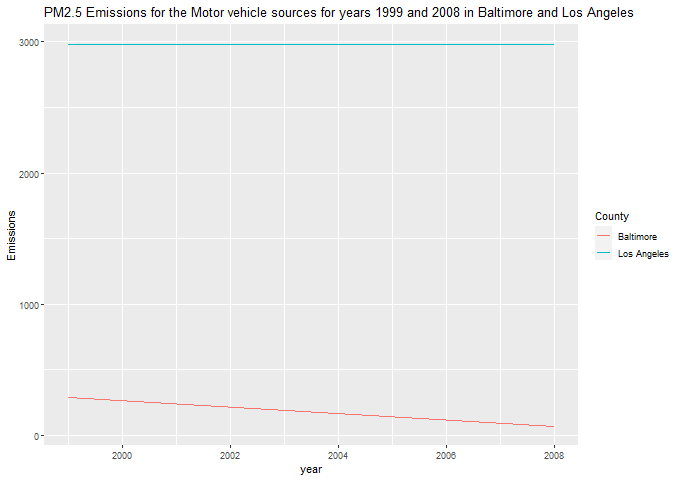 PM2.5 Emissions for the Motor vehicle sources for years 1999 and 2008 in Baltimore and Los Angeles
3000
2000
1000
0
Emissions
2000
2002
2004
2006
2008
year
County
Baltimore
Los Angeles